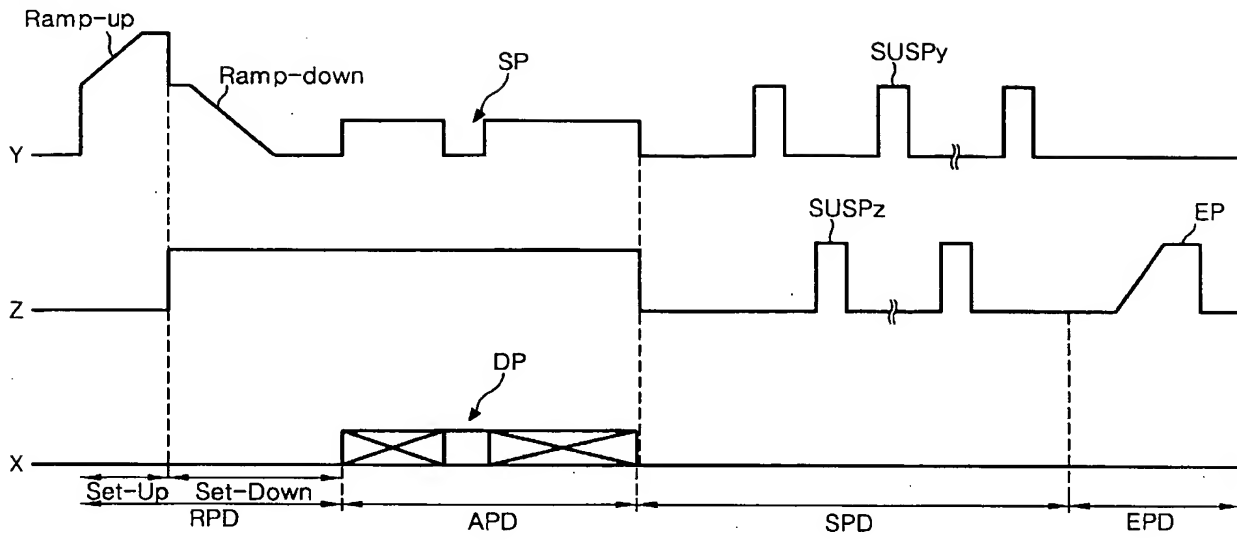 Ramp-up
Ramp-down
SP
SUSPy
Y
SUSPz
EP
Z
DP
X
Set-Up Set-Down
RPD APD SPD EPD